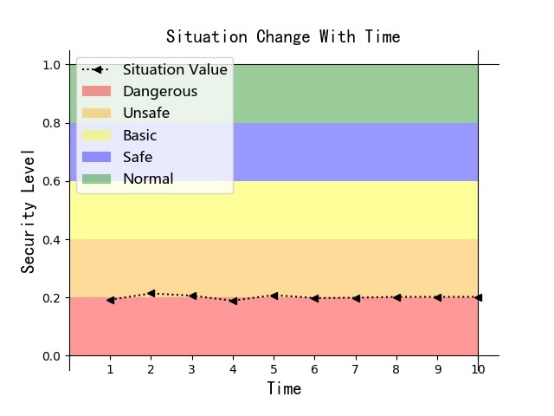 Situation Change With Time
1.0
0.8
0.6
0.4
0.2
0.0
Security Level
Situation Value
Dangerous
Unsafe
Basic
Safe
Normal
1 2 3 4 5 6 7 8 9 10
Time